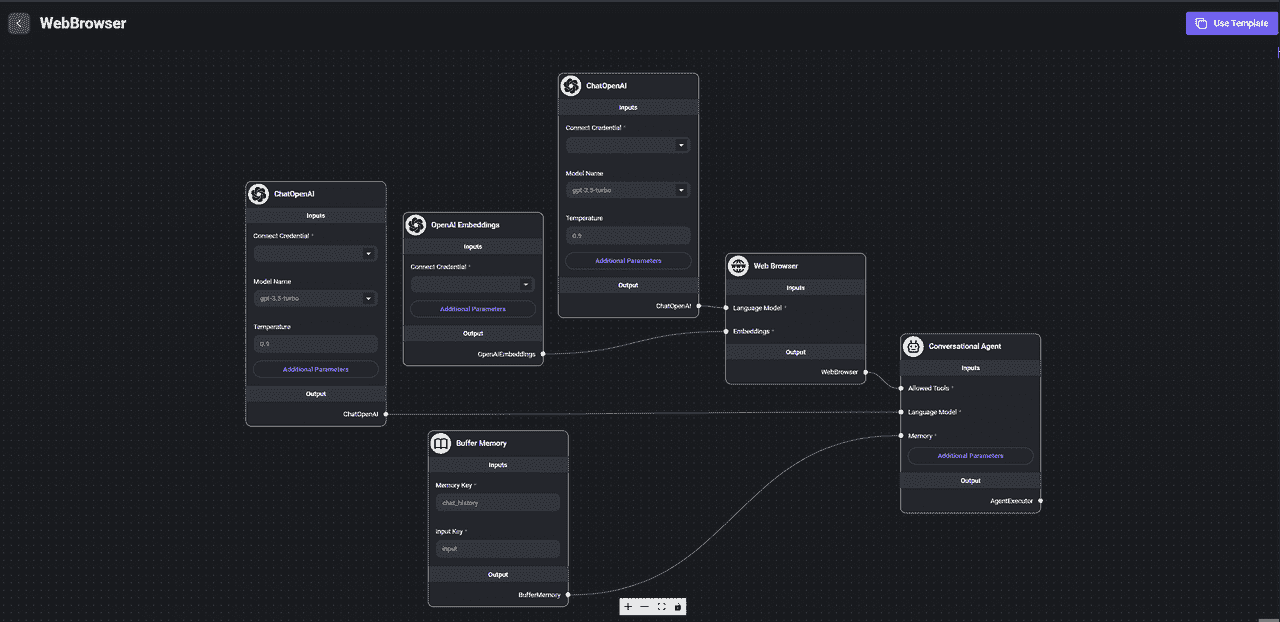 WebBrowser
Use Template
ChatOpenAI
Inputs
Connect Credential *
Model Name
gpt-3.5-turbo
Temperature
0.9
Additional Parameters
Output
ChatOpenAI
ChatOpenAI
Inputs
Connect Credential *
Model Name
gpt-3.5-turbo
Temperature
0.9
Additional Parameters
Output
ChatOpenAI
OpenAI Embeddings
Inputs
Connect Credential *
Additional Parameters
Output
OpenAIEmbeddings
Web Browser
Inputs
Language Model *
Embeddings *
Output
WebBrowser
Conversational Agent
Inputs
Allowed Tools *
Language Model *
Memory *
Additional Parameters
Output
AgentExecutor
Buffer Memory
Inputs
Memory Key *
chat_history
Input Key *
input
Output
BufferMemory